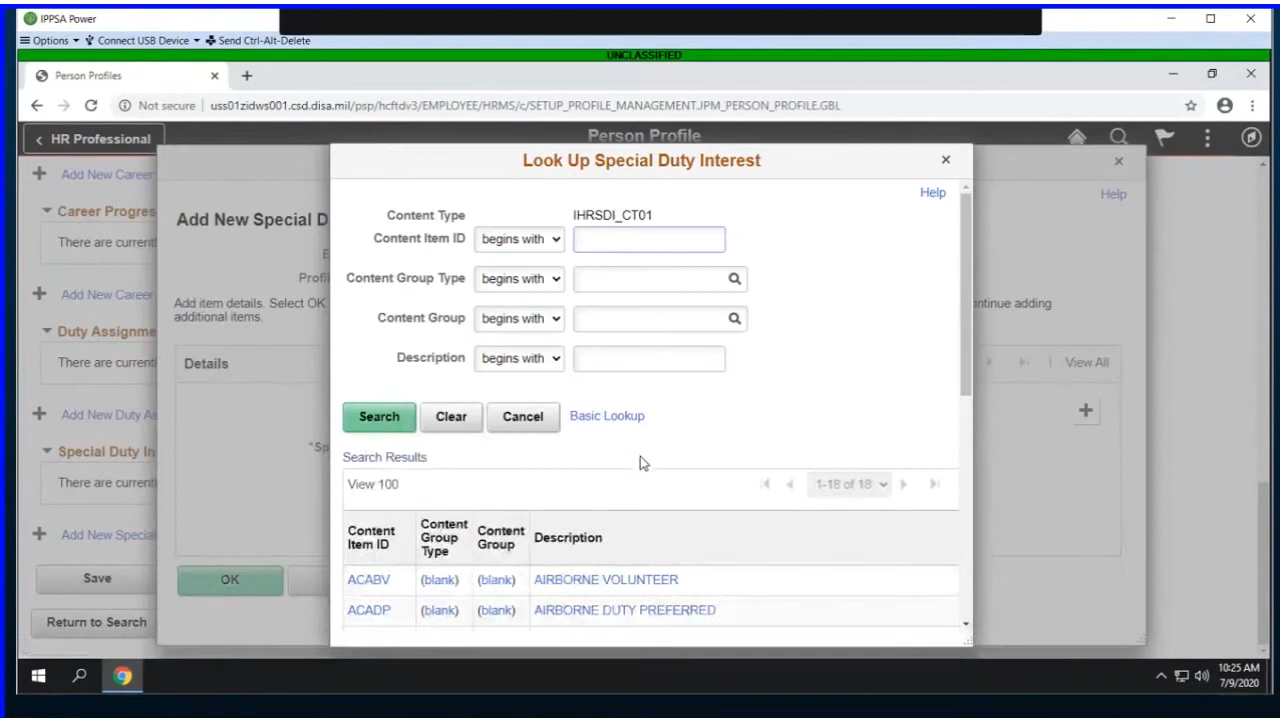 IPPSA Power
Options Connect USB Device Send Ctrl-Alt-Delete
UNCLASSIFIED
Person Profiles
Not secure | uss01zidws001.csd.disa.mil/psp/hcftdv3/EMPLOYEE/HRMS/c/SETUP_PROFILE_MANAGEMENT.JPM_PERSON_PROFILE.GBL
HR Professional
Person Profile
Add New Career
Career Progres
There are current
Add New Career
Duty Assignme
There are current
Add New Duty As
Special Duty In
There are current
Add New Special
Save
Return to Search
Help
Add New Special D
E
Profi
Add item details. Select OK
ntinue adding
additional items.
Details
View All
*Sp
OK
Look Up Special Duty Interest
Help
Content Type IHRSDI_CT01
Content Item ID begins with
Content Group Type begins with
Content Group begins with
Description begins with
Search Clear Cancel Basic Lookup
Search Results
View 100 1-18 of 18
Content Item ID Content Group Type Content Group Description
ACABV (blank) (blank) AIRBORNE VOLUNTEER
ACADP (blank) (blank) AIRBORNE DUTY PREFERRED
10:25 AM
7/9/2020